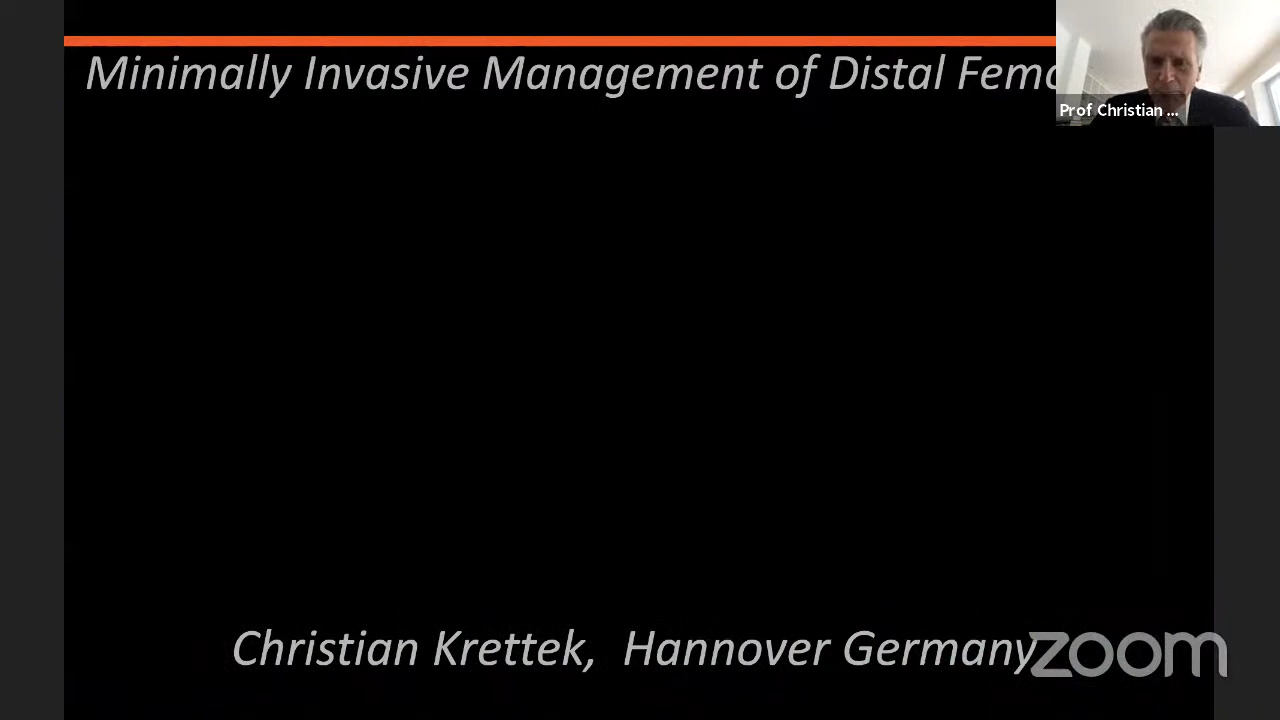 Minimally Invasive Management of Distal Femo
Prof Christian ...
Christian Krettek, Hannover Germany
zoom